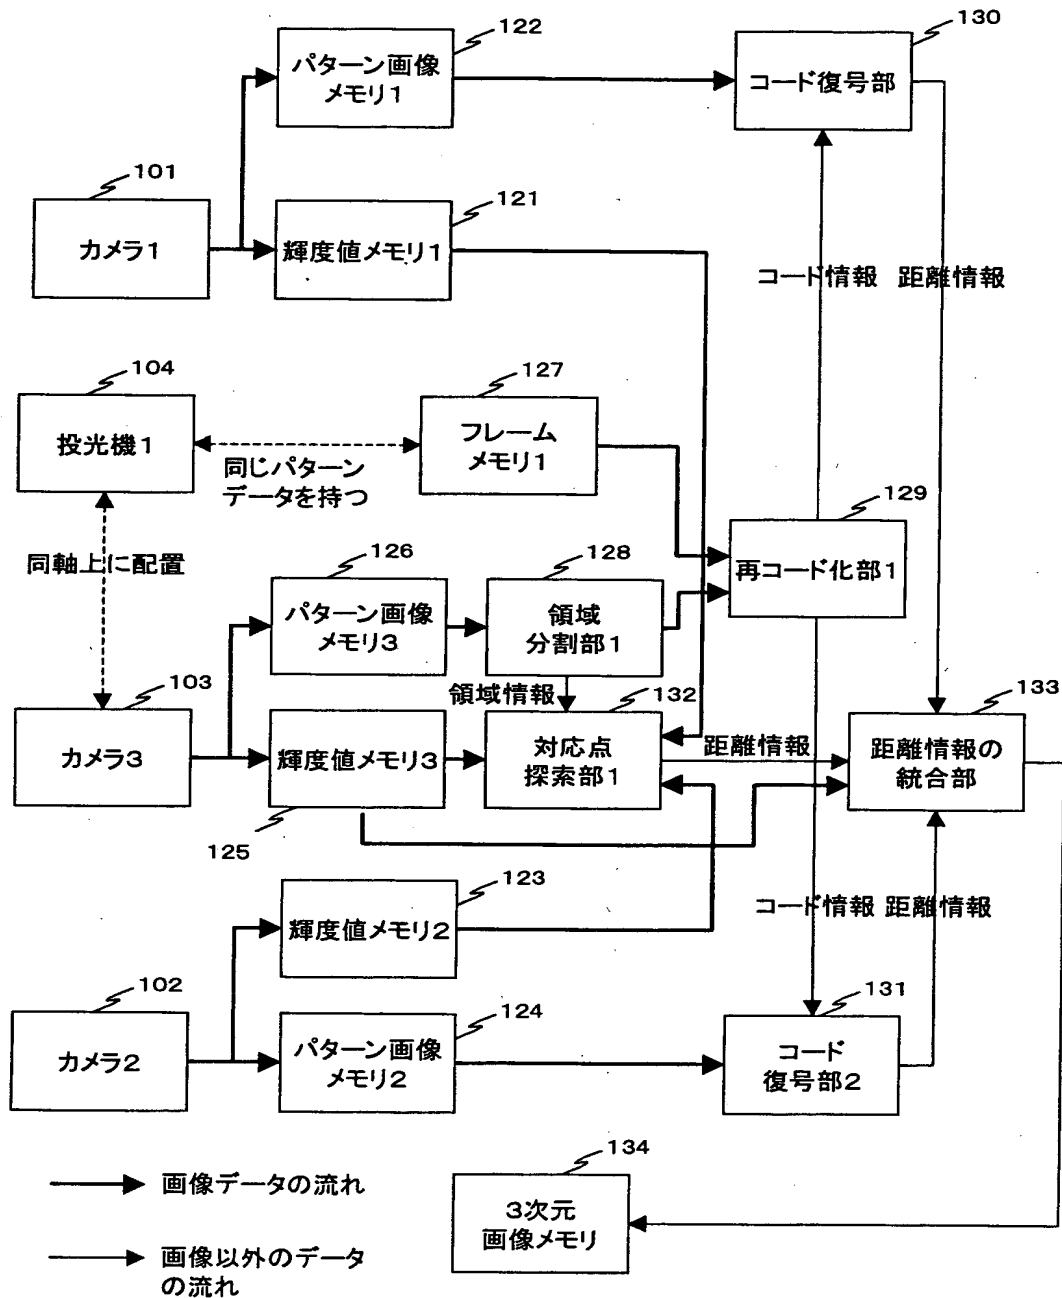 122
パターン画像
メモリ1
130
コード復号部
101
カメラ1
121
輝度値メモリ1
コード情報
距離情報
104
投光機1
127
フレーム
メモリ1
同じパターン
データを持つ
129
再コード化部1
同軸上に配置
126
パターン画像
メモリ3
128
領域
分割部1
領域情報
103
カメラ3
輝度値メモリ3
125
132
対応点
探索部1
距離情報
133
距離情報の
統合部
123
輝度値メモリ2
コード情報
距離情報
102
カメラ2
124
パターン画像
メモリ2
131
コード
復号部2
134
3次元
画像メモリ
画像データの流れ
画像以外のデータ
の流れ